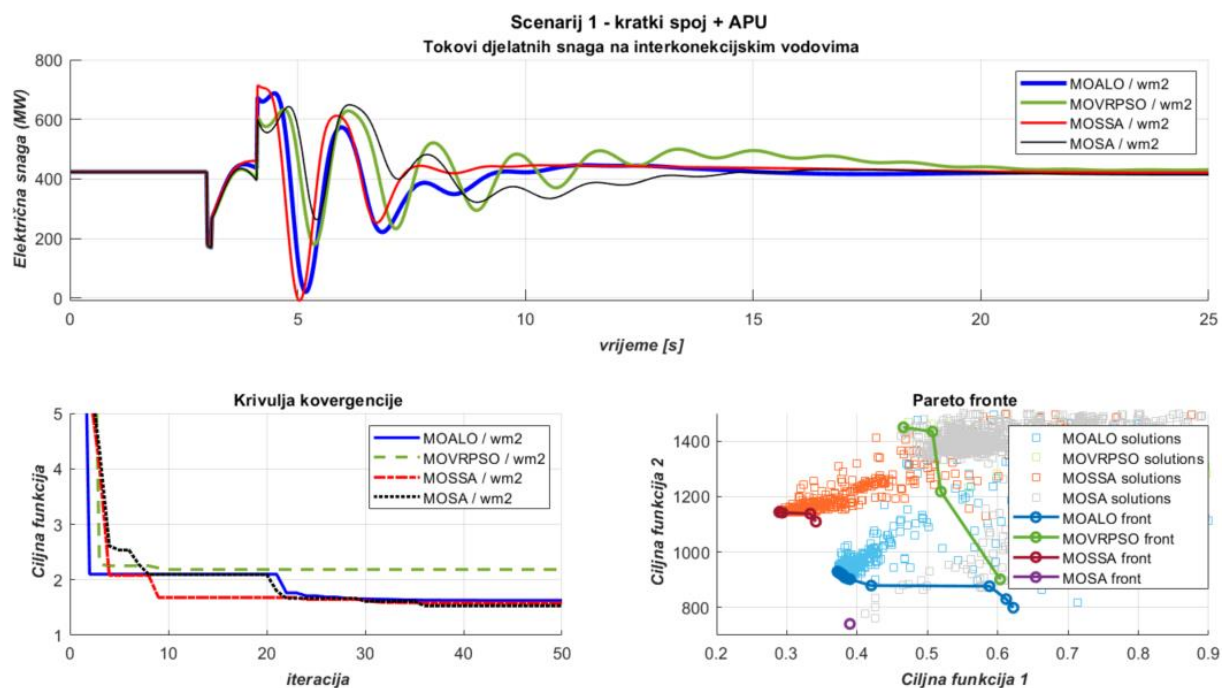 Scenarij 1 - kratki spoj + APU
Tokovi djelatnih snaga na interkonekcijskim vodovima
Električna snaga (MW)
800
600
400
200
0
0
5
10
15
20
25
vrijeme [s]
MOALO / wm2
MOVRPSO / wm2
MOSSA / wm2
MOSA / wm2
Krivulja kovergencije
Ciljna funkcija
5
4
3
2
1
0
10
20
30
40
50
iteracija
MOALO / wm2
MOVRPSO / wm2
MOSSA / wm2
MOSA / wm2
Pareto fronte
Ciljna funkcija 2
1400
1200
1000
800
0.2
0.3
0.4
0.5
0.6
0.7
0.8
0.9
Ciljna funkcija 1
MOALO solutions
MOVRPSO solutions
MOSSA solutions
MOSA solutions
MOALO front
MOVRPSO front
MOSSA front
MOSA front